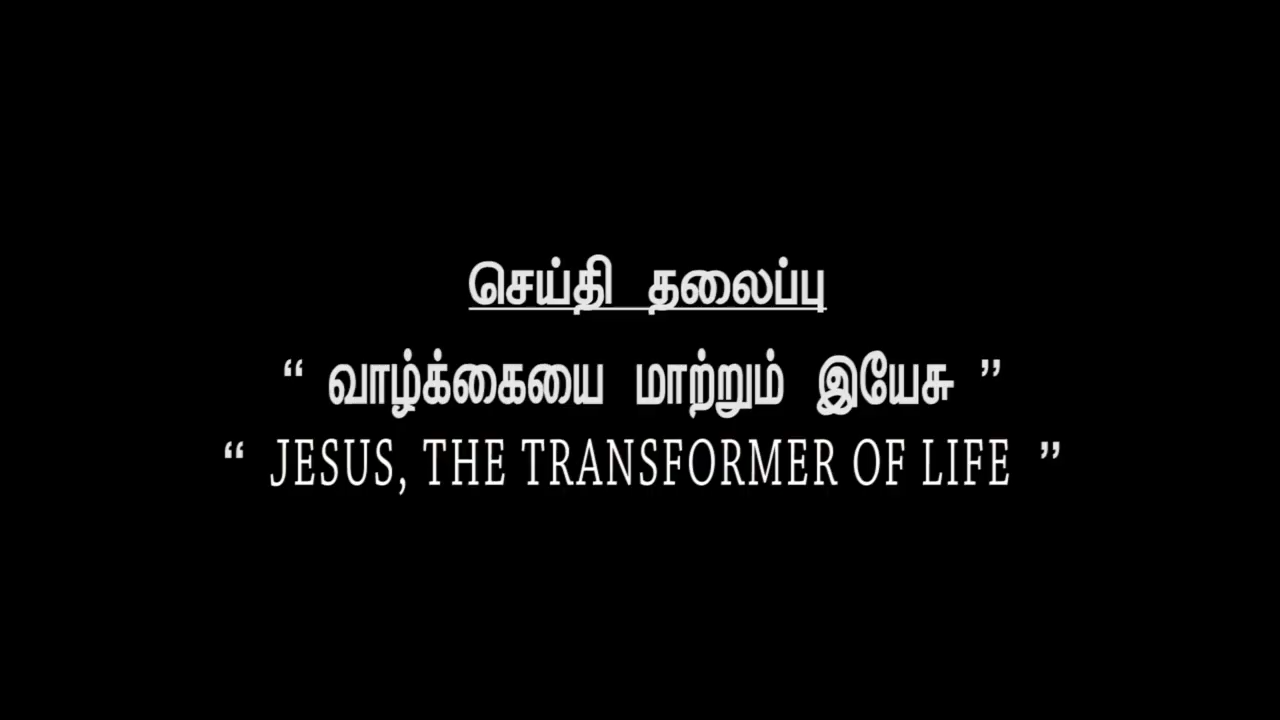 செய்தி தலைப்பு
“ வாழ்க்கையை மாற்றும் இயேசு ”
“ JESUS, THE TRANSFORMER OF LIFE ”